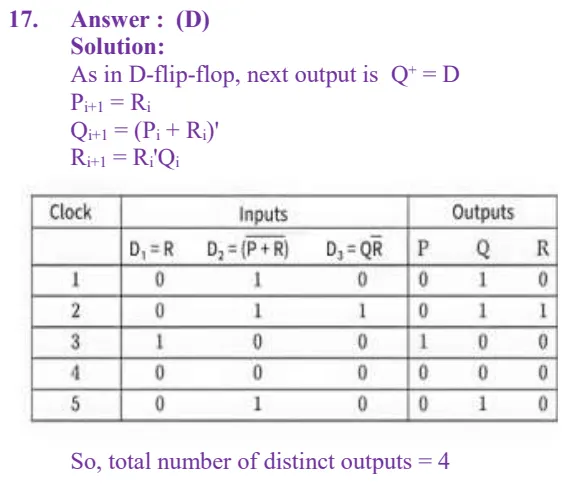 17. Answer : (D)
Solution:
As in D-flip-flop, next output is Q⁺ = D
Pᵢ₊₁ = Rᵢ
Qᵢ₊₁ = (Pᵢ + Rᵢ)'
Rᵢ₊₁ = Rᵢ'Qᵢ
Clock Inputs Outputs
D₁ = R D₂ = (P̅ ̅+̅ ̅R̅) D₃ = QR̅ P Q R
1 0 1 0 0 1 0
2 0 1 1 0 1 1
3 1 0 0 1 0 0
4 0 0 0 0 0 0
5 0 1 0 0 1 0
So, total number of distinct outputs = 4